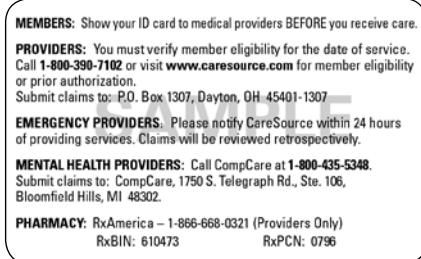 MEMBERS: Show your ID card to medical providers BEFORE you receive care.
PROVIDERS: You must verify member eligibility for the date of service.
Call 1-800-390-7102 or visit www.caresource.com for member eligibility
or prior authorization.
Submit claims to: P.O. Box 1307, Dayton, OH 45401-1307
SAMPLE
EMERGENCY PROVIDERS: Please notify CareSource within 24 hours
of providing services. Claims will be reviewed retrospectively.
MENTAL HEALTH PROVIDERS: Call CompCare at 1-800-435-5348.
Submit claims to: CompCare, 1750 S. Telegraph Rd., Ste. 106,
Bloomfield Hills, MI 48302.
PHARMACY: RxAmerica – 1-866-668-0321 (Providers Only)
RxBIN: 610473 RxPCN: 0796